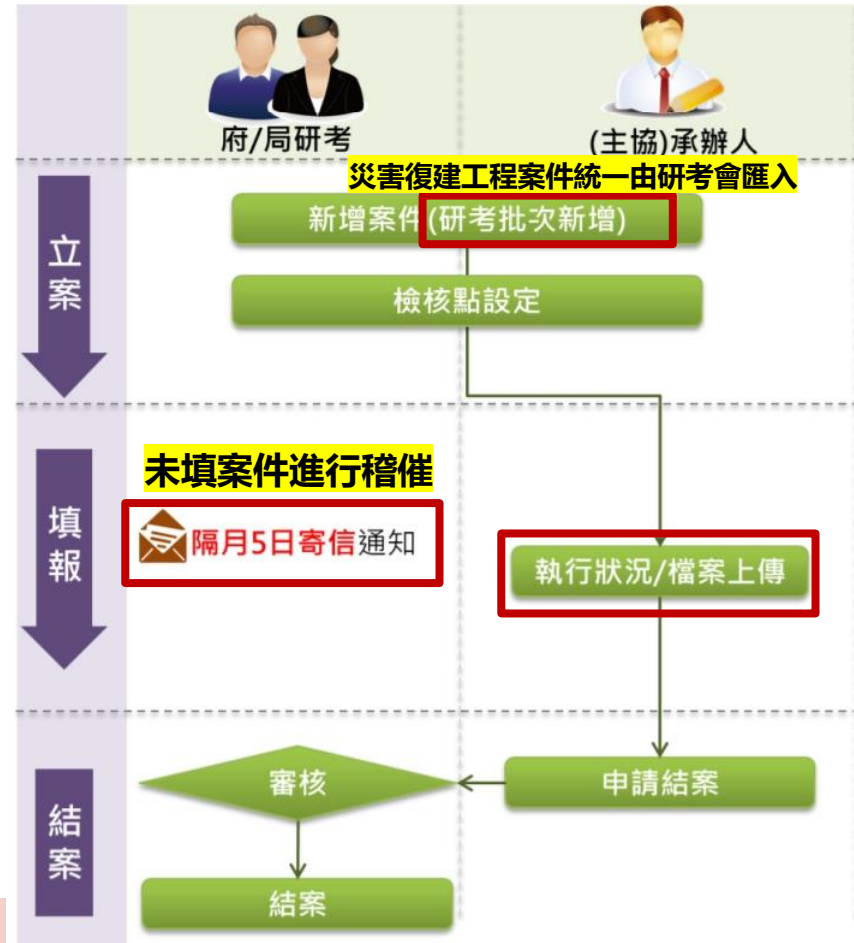 府/局研考
(主協)承辦人
災害復建工程案件統一由研考會匯入
立案
新增案件(研考批次新增)
檢核點設定
未填案件進行稽催
填報
隔月5日寄信通知
執行狀況/檔案上傳
結案
審核
申請結案
結案